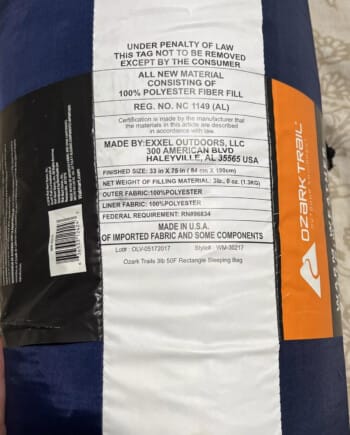 UNDER PENALTY OF LAW
THIS TAG NOT TO BE REMOVED
EXCEPT BY THE CONSUMER
ALL NEW MATERIAL
CONSISTING OF
100% POLYESTER FIBER FILL
REG. NO. NC 1149 (AL)
Certification is made by the manufacturer that
the materials in this article are described
in accordance with law.
MADE BY:EXXEL OUTDOORS, LLC
300 AMERICAN BLVD
HALEYVILLE, AL 35565 USA
FINISHED SIZE: 33 in X 75 in / 84 cm X 190cm
NET WEIGHT OF FILLING MATERIAL: 3lb., 0 oz. (1.3KG)
OUTER FABRIC:100%POLYESTER
LINER FABRIC: 100%POLYESTER
FEDERAL REQUIREMENT: RN#96834
MADE IN U.S.A.
OF IMPORTED FABRIC AND SOME COMPONENTS
Lot#: OLV-05172017 Style#: WM-30217
Ozark Trails 3lb 50F Rectangle Sleeping Bag
OZARK TRAIL